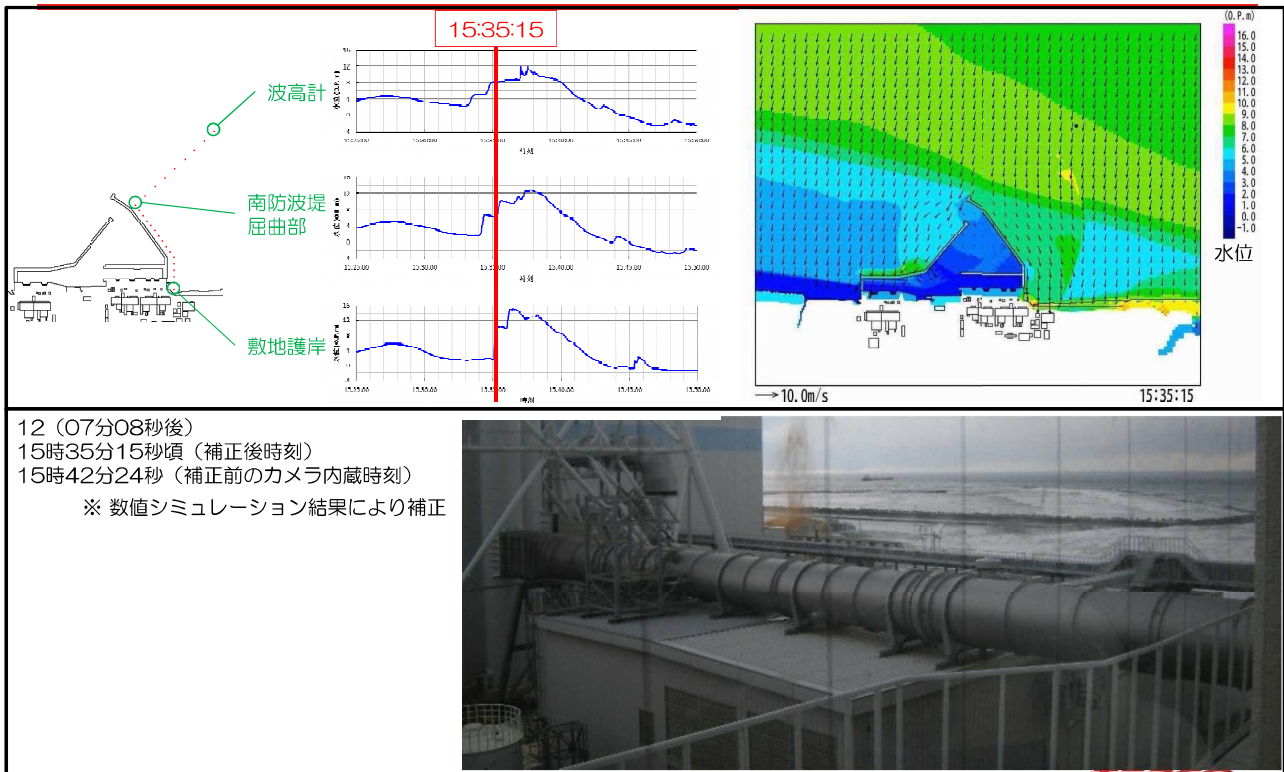 15:35:15
波高計
南防波堤
屈曲部
敷地護岸
時刻
(O.P.m)
16.0
15.0
14.0
13.0
12.0
11.0
10.0
9.0
8.0
7.0
6.0
5.0
4.0
3.0
2.0
1.0
0.0
-1.0
水位
10.0m/s
15:35:15
12（07分08秒後）
15時35分15秒頃（補正後時刻）
15時42分24秒（補正前のカメラ内蔵時刻）
※ 数値シミュレーション結果により補正